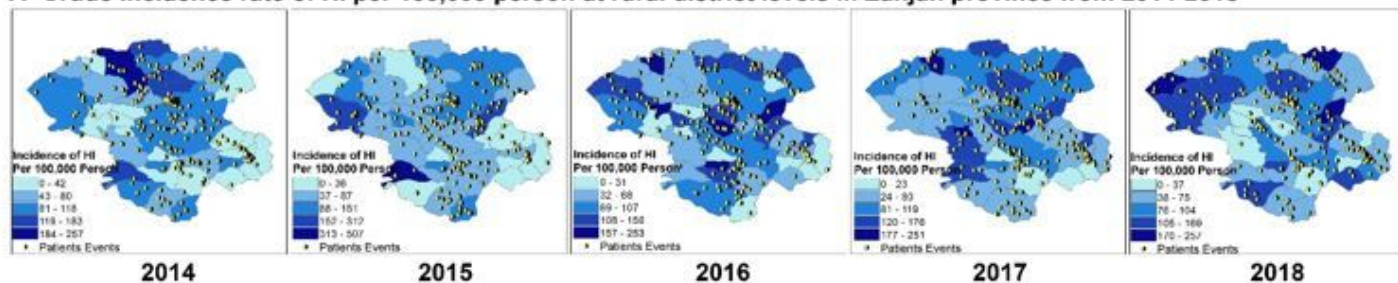 Crude incidence rate of HI per 100,000 person at rural district levels in Zanjan province from 2014-2018
Incidence of HI
Per 100,000 Person
0 - 42
43 - 80
81 - 118
119 - 183
184 - 257
Patients Events
2014
Incidence of HI
Per 100,000 Person
0 - 36
37 - 87
88 - 151
152 - 312
313 - 507
Patients Events
2015
Incidence of HI
Per 100,000 Person
0 - 31
32 - 68
69 - 107
157 - 253
Patients Events
2016
Incidence of HI
Per 100,000 Person
0 - 23
81 - 119
120 - 176
177 - 251
Patients Events
2017
Incidence of HI
Per 100,000 Person
0 - 37
38 - 75
76 - 104
105 - 169
170 - 257
Patients Events
2018